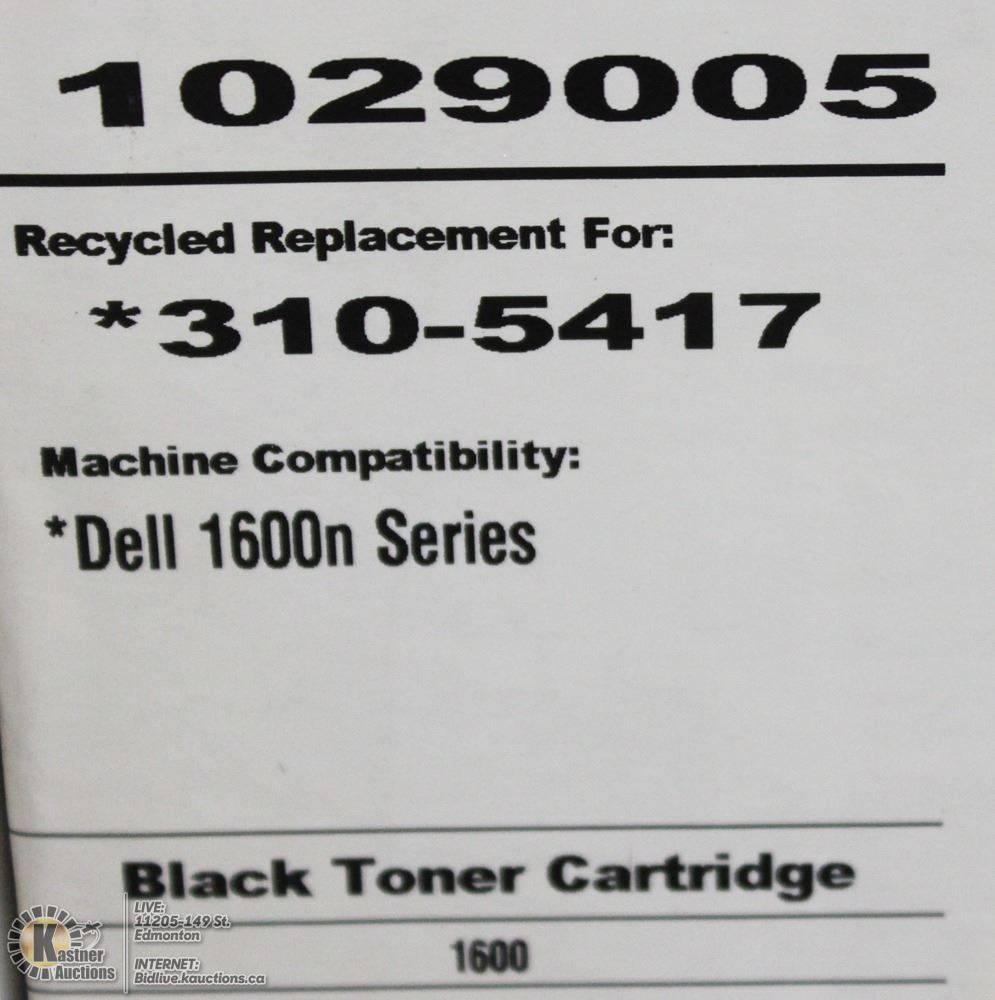 1029005
Recycled Replacement For:
*310-5417
Machine Compatibility:
*Dell 1600n Series
Black Toner Cartridge
1600
Kastner
Auctions
LIVE:
11205-149 St.
Edmonton
INTERNET:
Bidlive.kauctions.ca